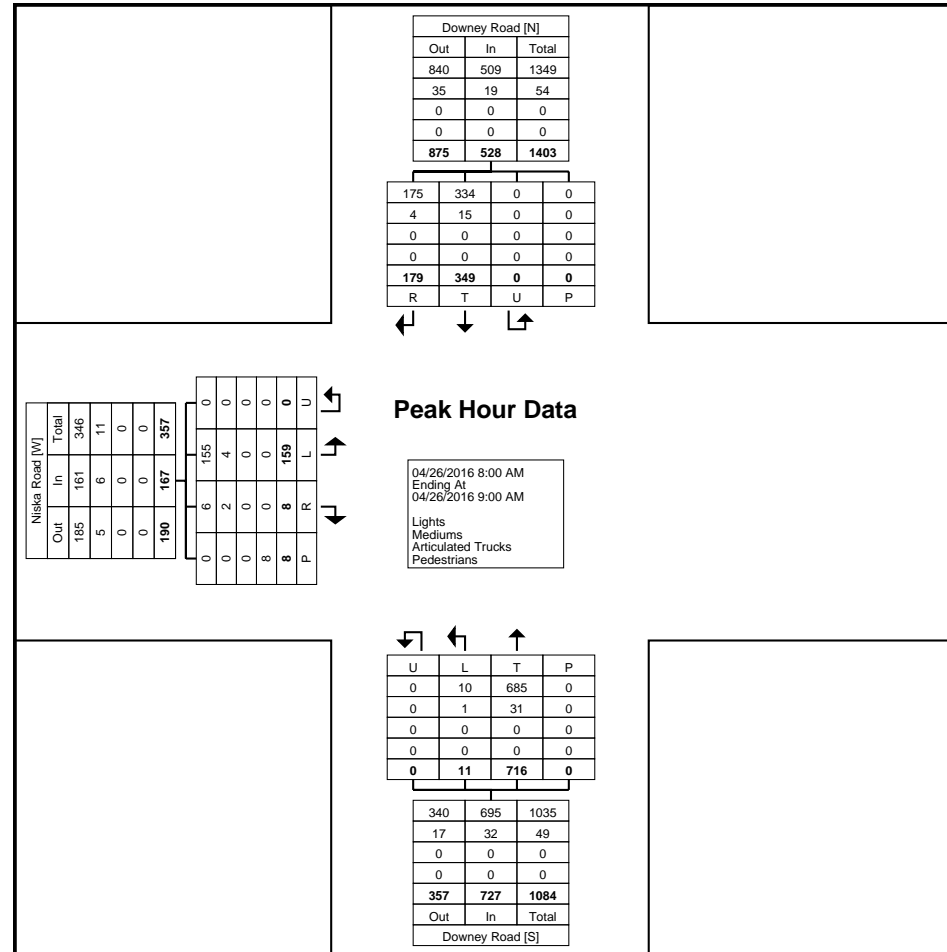 Downey Road [N]
Out In Total
840 509 1349
35 19 54
0 0 0
0 0 0
875 528 1403
175 334 0 0
4 15 0 0
0 0 0 0
0 0 0 0
179 349 0 0
R T U P
Niska Road [W]
Out In Total
185 161 346
5 6 11
0 0 0
0 0 0
190 167 357
0 6 155 0
0 2 4 0
0 0 0 0
8 0 0 0
8 8 159 0
P R L U
Peak Hour Data
04/26/2016 8:00 AM
Ending At
04/26/2016 9:00 AM
Lights
Mediums
Articulated Trucks
Pedestrians
U L T P
0 10 685 0
0 1 31 0
0 0 0 0
0 0 0 0
0 11 716 0
340 695 1035
17 32 49
0 0 0
0 0 0
357 727 1084
Out In Total
Downey Road [S]